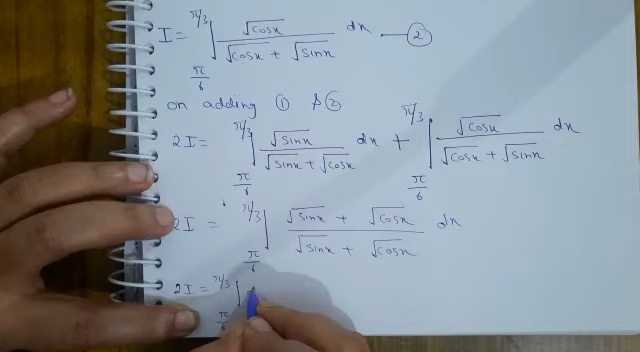 I = ∫_{π/6}^{π/3} √cosx / (√cosx + √sinx) dx — ②
on adding ① & ②
2I = ∫_{π/6}^{π/3} √sinx / (√sinx + √cosx) dx + ∫_{π/6}^{π/3} √cosx / (√cosx + √sinx) dx
2I = ∫_{π/6}^{π/3} (√sinx + √cosx) / (√sinx + √cosx) dx
2I = ∫_{π/6}^{π/3} d